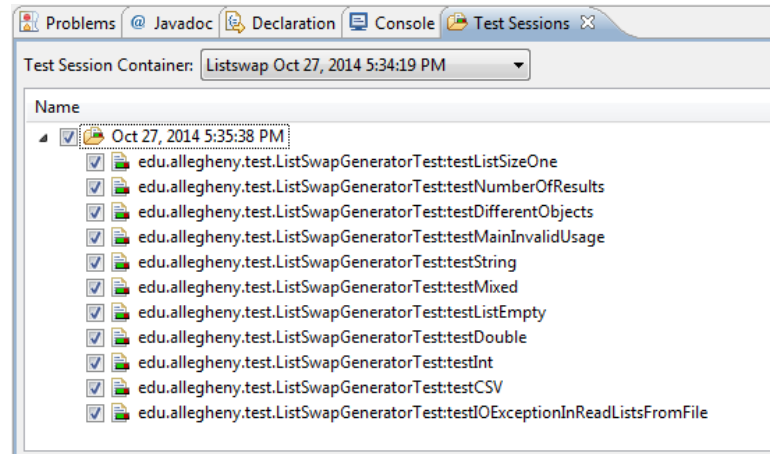 Problems @ Javadoc Declaration Console Test Sessions
Test Session Container: Listswap Oct 27, 2014 5:34:19 PM
Name
Oct 27, 2014 5:35:38 PM
edu.allegheny.test.ListSwapGeneratorTest:testListSizeOne
edu.allegheny.test.ListSwapGeneratorTest:testNumberOfResults
edu.allegheny.test.ListSwapGeneratorTest:testDifferentObjects
edu.allegheny.test.ListSwapGeneratorTest:testMainInvalidUsage
edu.allegheny.test.ListSwapGeneratorTest:testString
edu.allegheny.test.ListSwapGeneratorTest:testMixed
edu.allegheny.test.ListSwapGeneratorTest:testListEmpty
edu.allegheny.test.ListSwapGeneratorTest:testDouble
edu.allegheny.test.ListSwapGeneratorTest:testInt
edu.allegheny.test.ListSwapGeneratorTest:testCSV
edu.allegheny.test.ListSwapGeneratorTest:testIOExceptionInReadListsFromFile